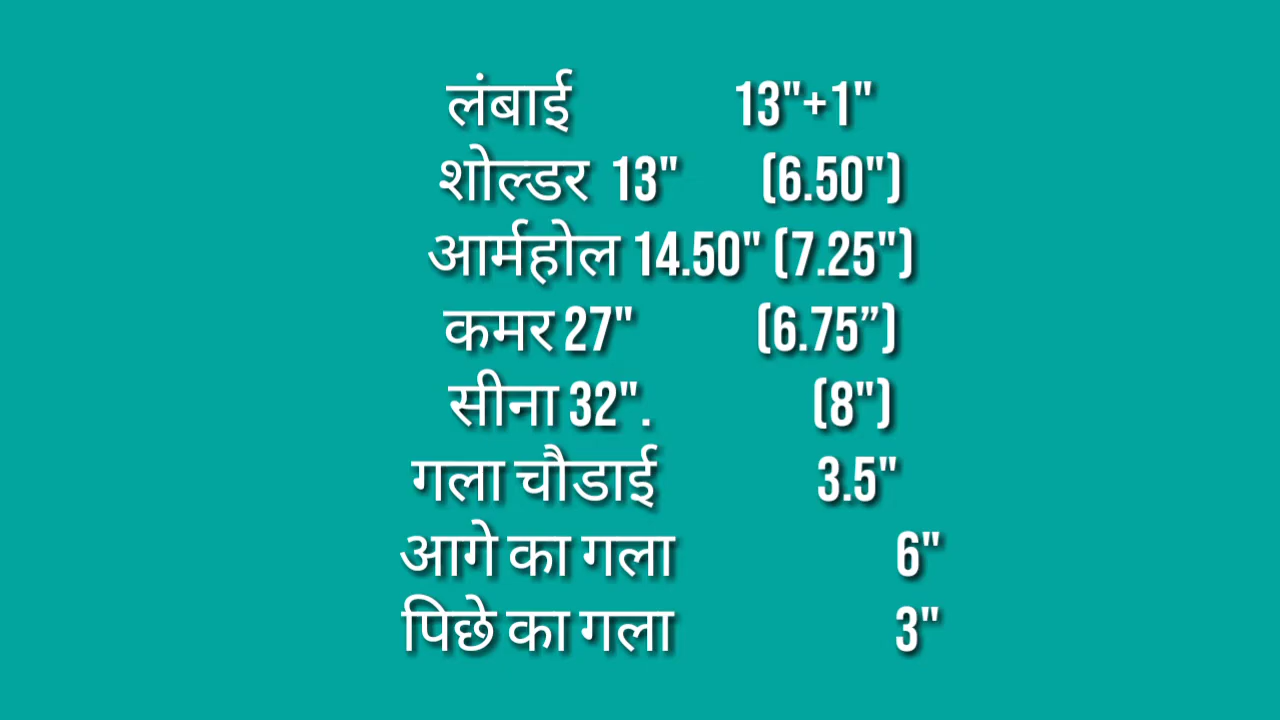 लंबाई 13"+1"
शोल्डर 13" (6.50")
आर्महोल 14.50" (7.25")
कमर 27" (6.75”)
सीना 32". (8")
गला चौडाई 3.5"
आगे का गला 6"
पिछे का गला 3"